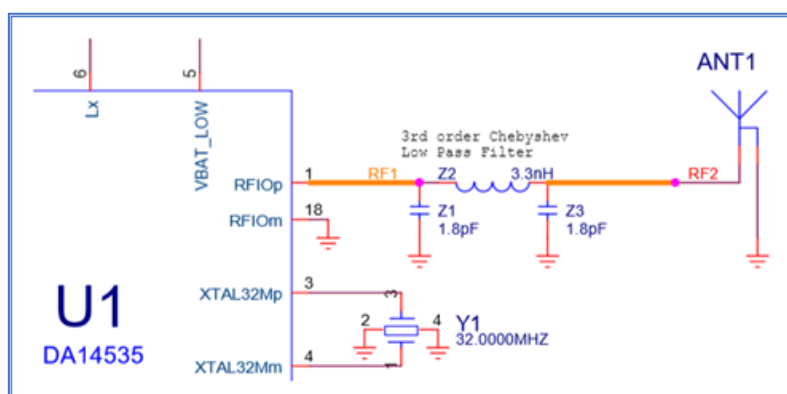 6
5
ANT1
Lx
VBAT_LOW
3rd order Chebyshev
Low Pass Filter
RFIOp
1
RF1
Z2
3.3nH
RF2
RFIOm
18
Z1
1.8pF
Z3
1.8pF
XTAL32Mp
3
3
U1
DA14535
2
4
Y1
32.0000MHZ
XTAL32Mm
4
1